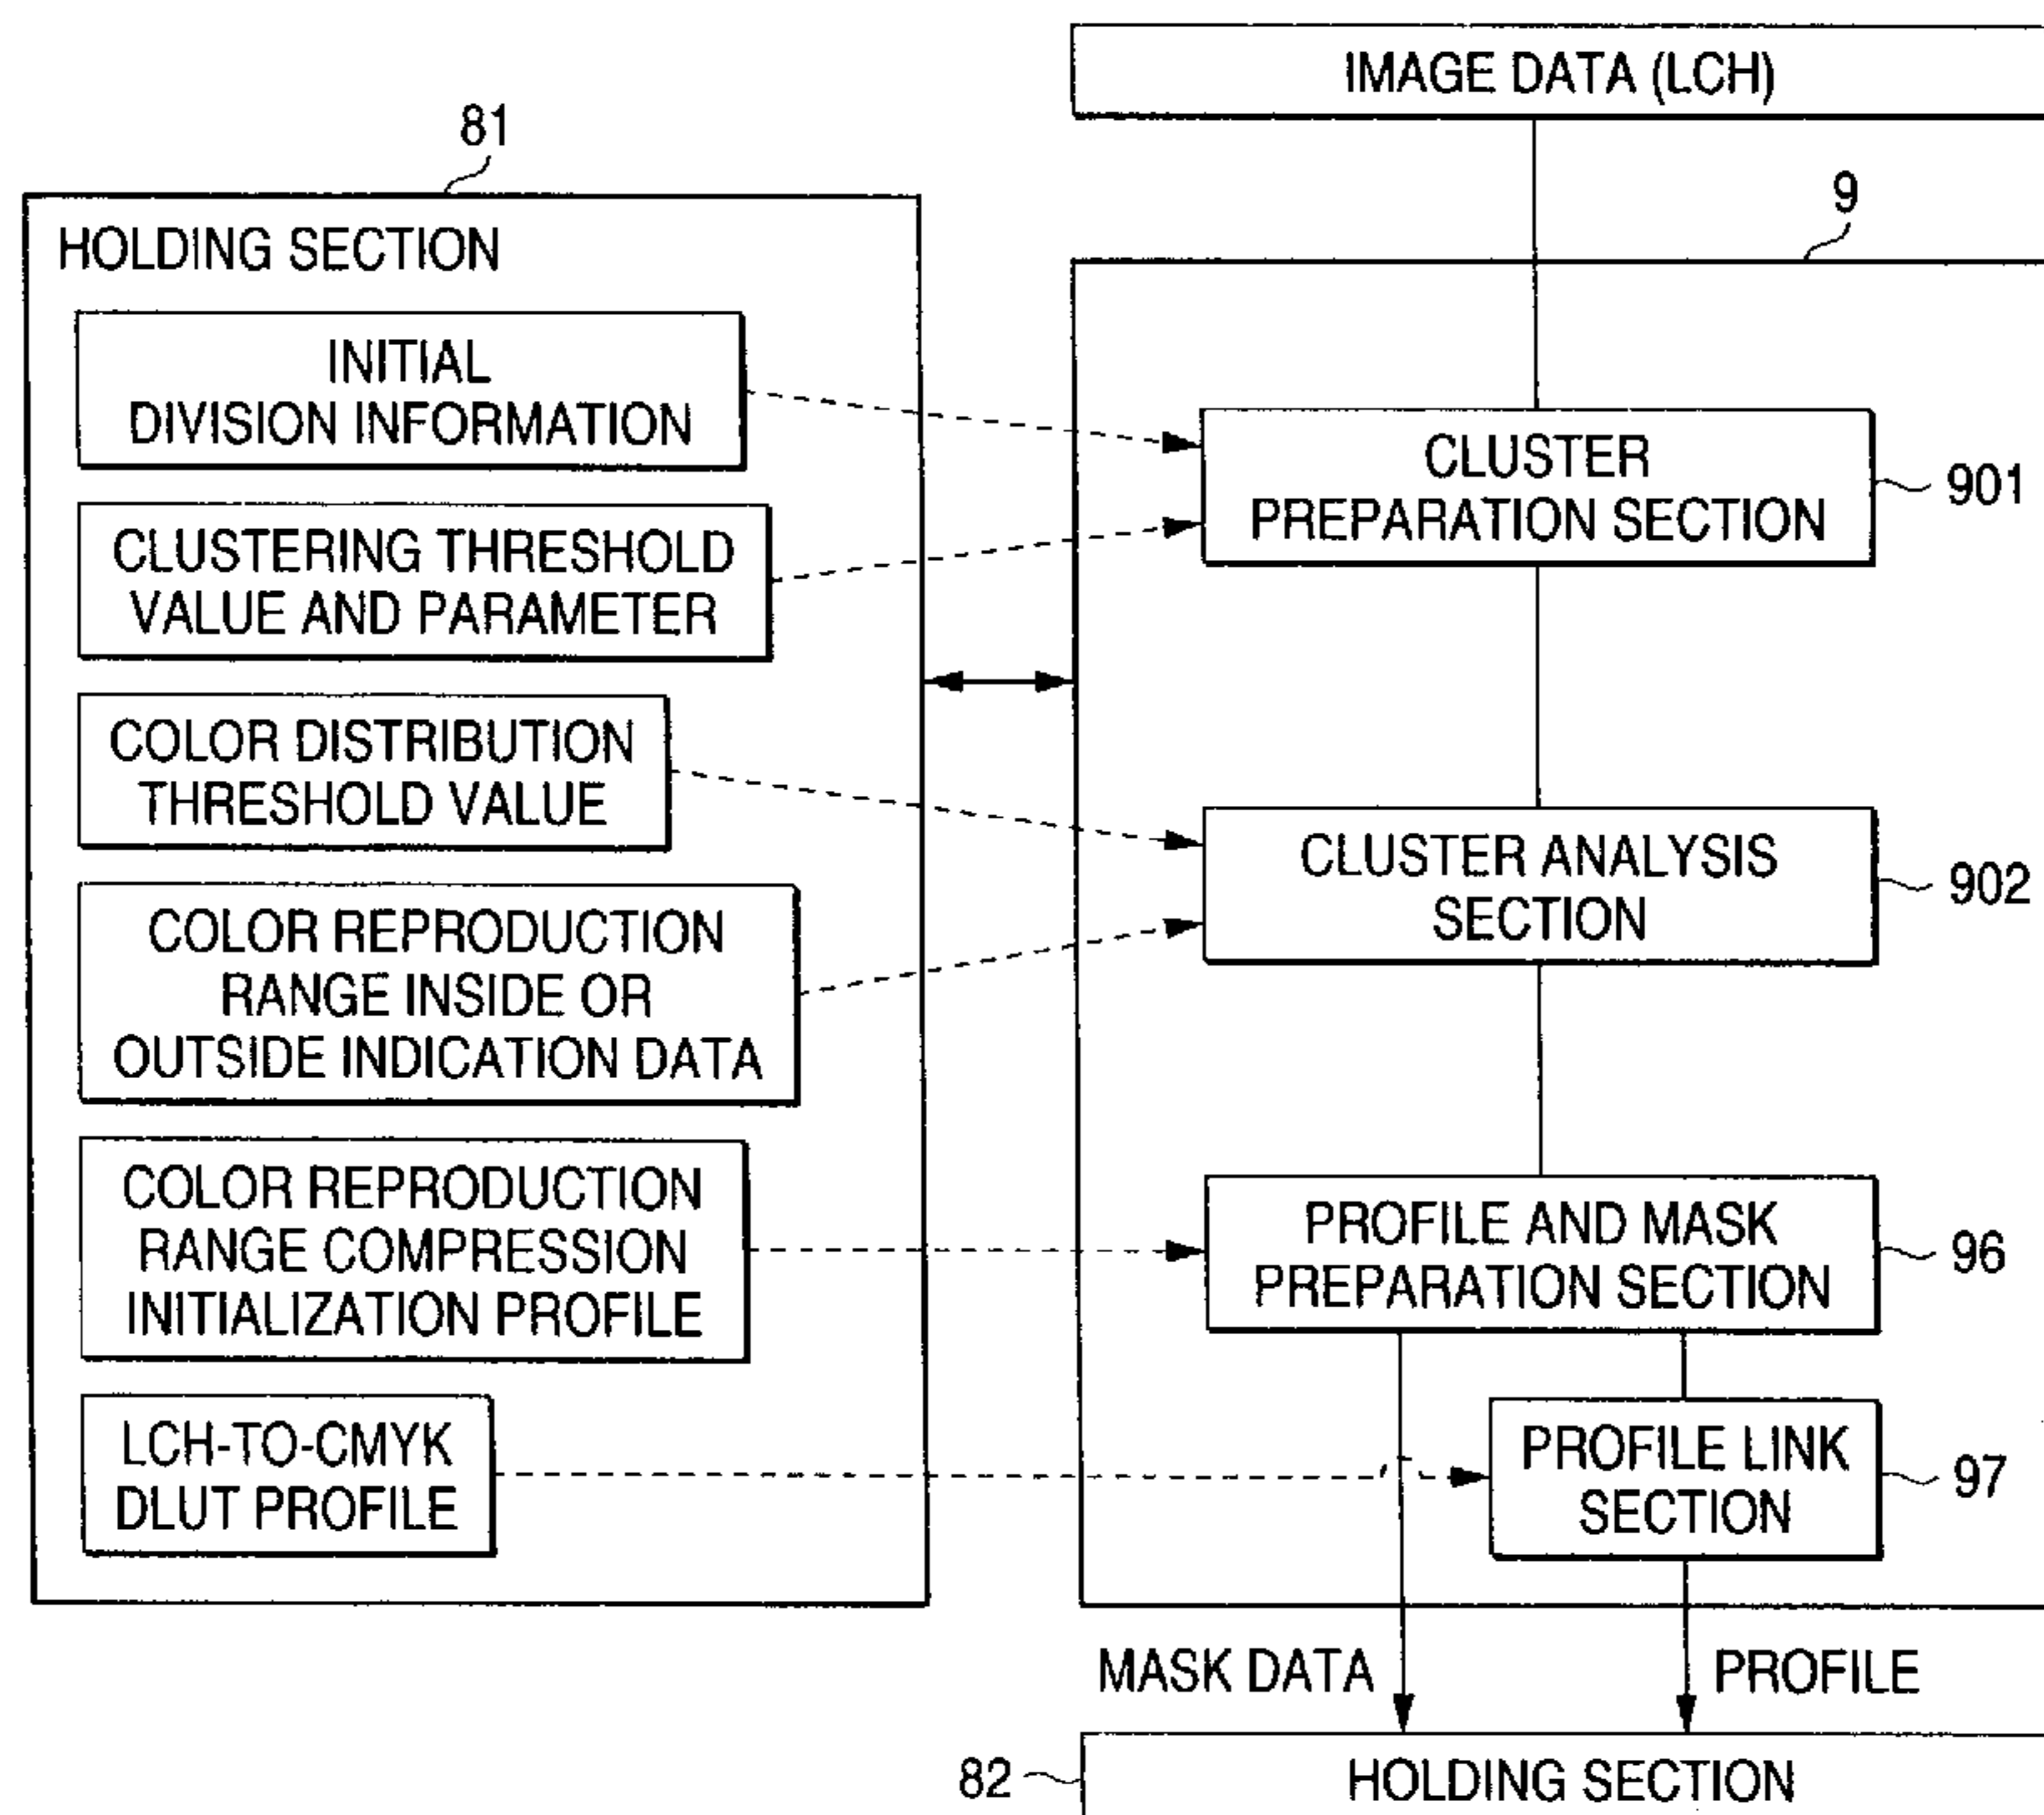 IMAGE DATA (LCH)
81
9
HOLDING SECTION
INITIAL
DIVISION INFORMATION
CLUSTERING THRESHOLD
VALUE AND PARAMETER
COLOR DISTRIBUTION
THRESHOLD VALUE
COLOR REPRODUCTION
RANGE INSIDE OR
OUTSIDE INDICATION DATA
COLOR REPRODUCTION
RANGE COMPRESSION
INITIALIZATION PROFILE
LCH-TO-CMYK
DLUT PROFILE
CLUSTER
PREPARATION SECTION
901
CLUSTER ANALYSIS
SECTION
902
PROFILE AND MASK
PREPARATION SECTION
96
PROFILE LINK
SECTION
97
MASK DATA
PROFILE
82
HOLDING SECTION